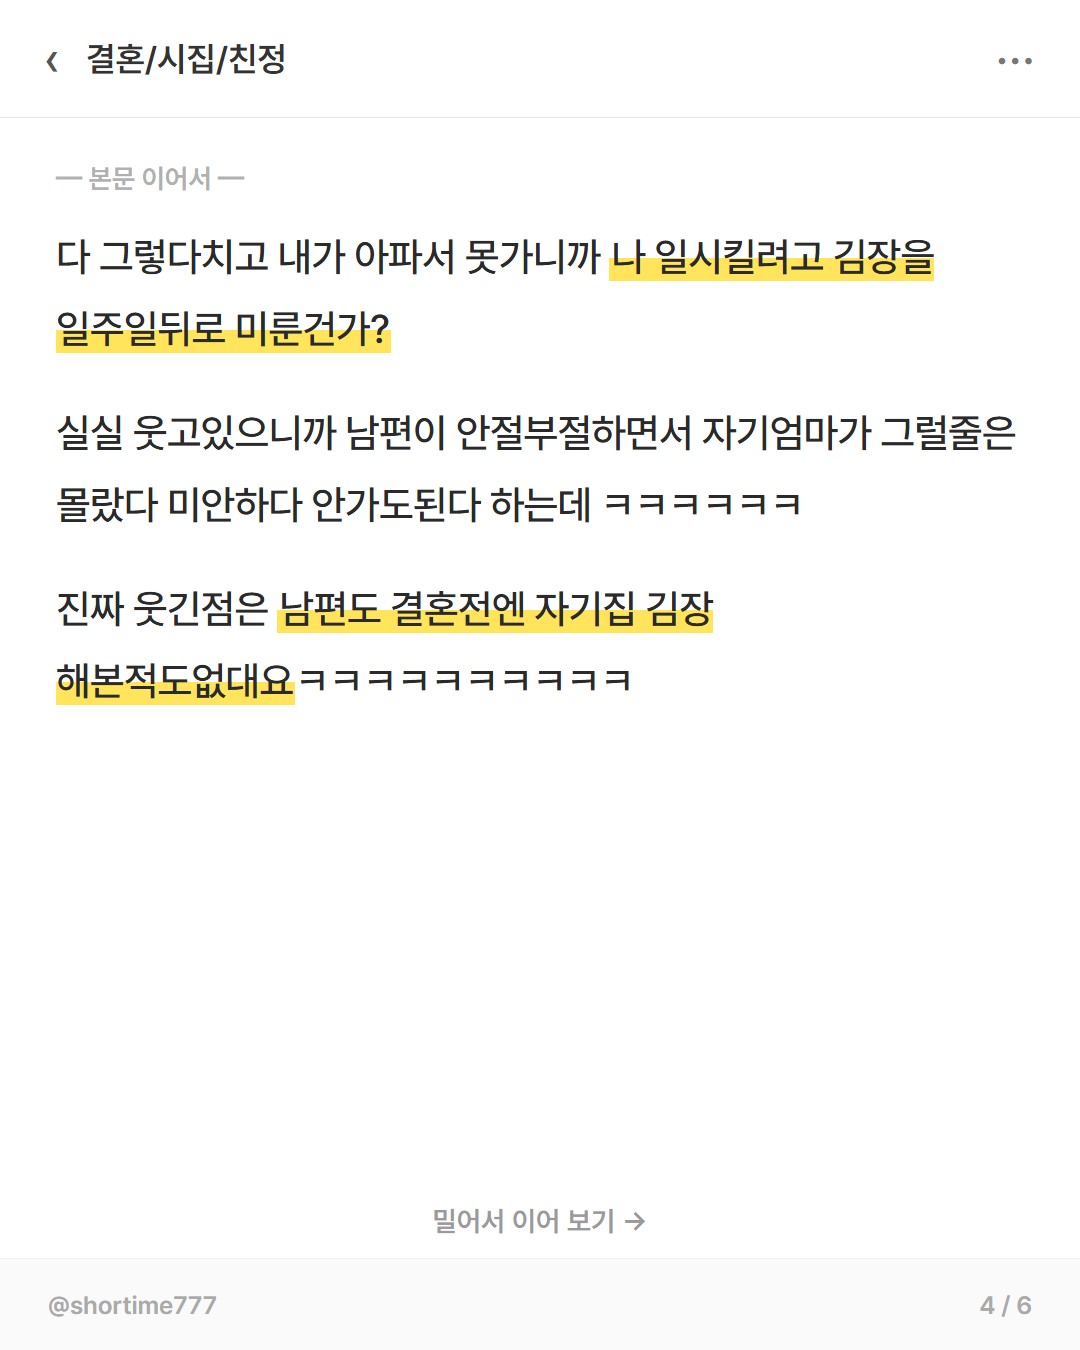 ‹ 결혼/시집/친정 •••
— 본문 이어서 —
다 그렇다치고 내가 아파서 못가니까 나 일시킬려고 김장을
일주일뒤로 미룬건가?
실실 웃고있으니까 남편이 안절부절하면서 자기엄마가 그럴줄은
몰랐다 미안하다 안가도된다 하는데 ㅋㅋㅋㅋㅋㅋ
진짜 웃긴점은 남편도 결혼전엔 자기집 김장
해본적도없대요ㅋㅋㅋㅋㅋㅋㅋㅋㅋㅋ
밀어서 이어 보기 →
@shortime777 4 / 6